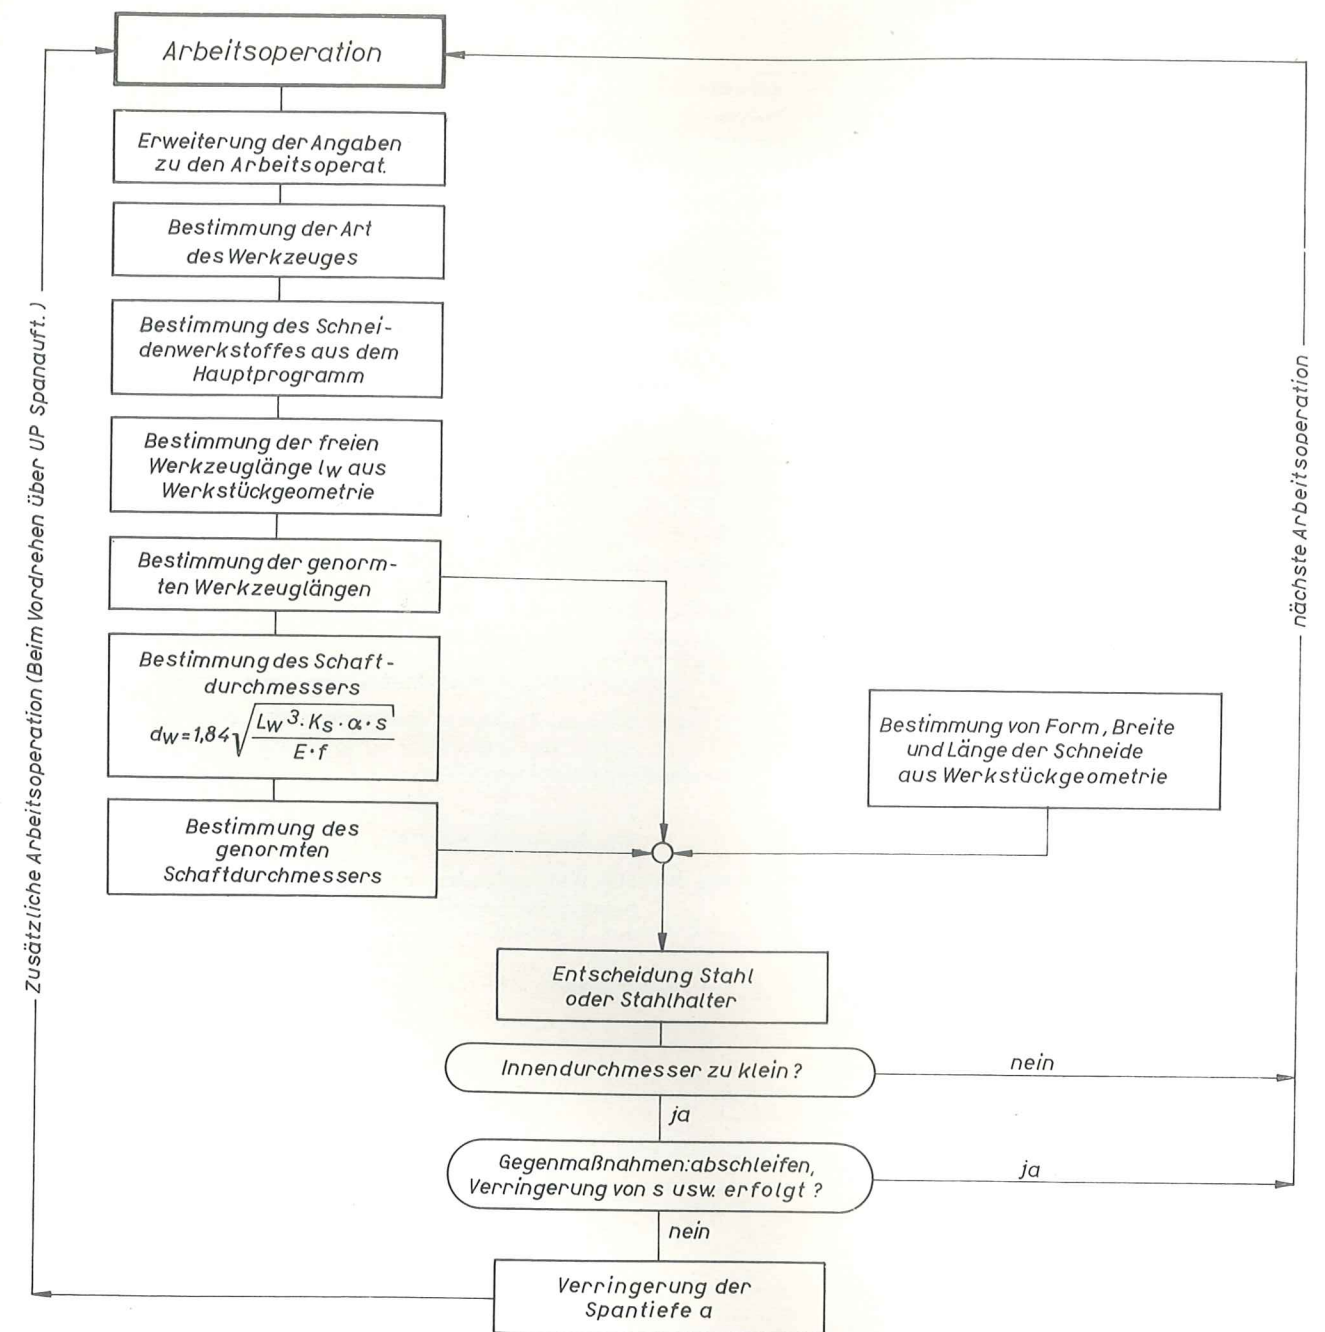 Arbeitsoperation
Erweiterung der Angaben
zu den Arbeitsoperat.
Bestimmung der Art
des Werkzeuges
Bestimmung des Schnei-
denwerkstoffes aus dem
Hauptprogramm
Bestimmung der freien
Werkzeuglänge lw aus
Werkstückgeometrie
Bestimmung der genorm-
ten Werkzeuglängen
Bestimmung des Schaft-
durchmessers
dw=1,84√(Lw³·Ks·α·s / E·f)
Bestimmung des
genormten
Schaftdurchmessers
Bestimmung von Form, Breite
und Länge der Schneide
aus Werkstückgeometrie
Entscheidung Stahl
oder Stahlhalter
Innendurchmesser zu klein?
nein
ja
Gegenmaßnahmen: abschleifen,
Verringerung von s usw. erfolgt?
ja
nein
Verringerung der
Spantiefe a
Zusätzliche Arbeitsoperation (Beim Vordrehen über UP Spanauft.)
nächste Arbeitsoperation